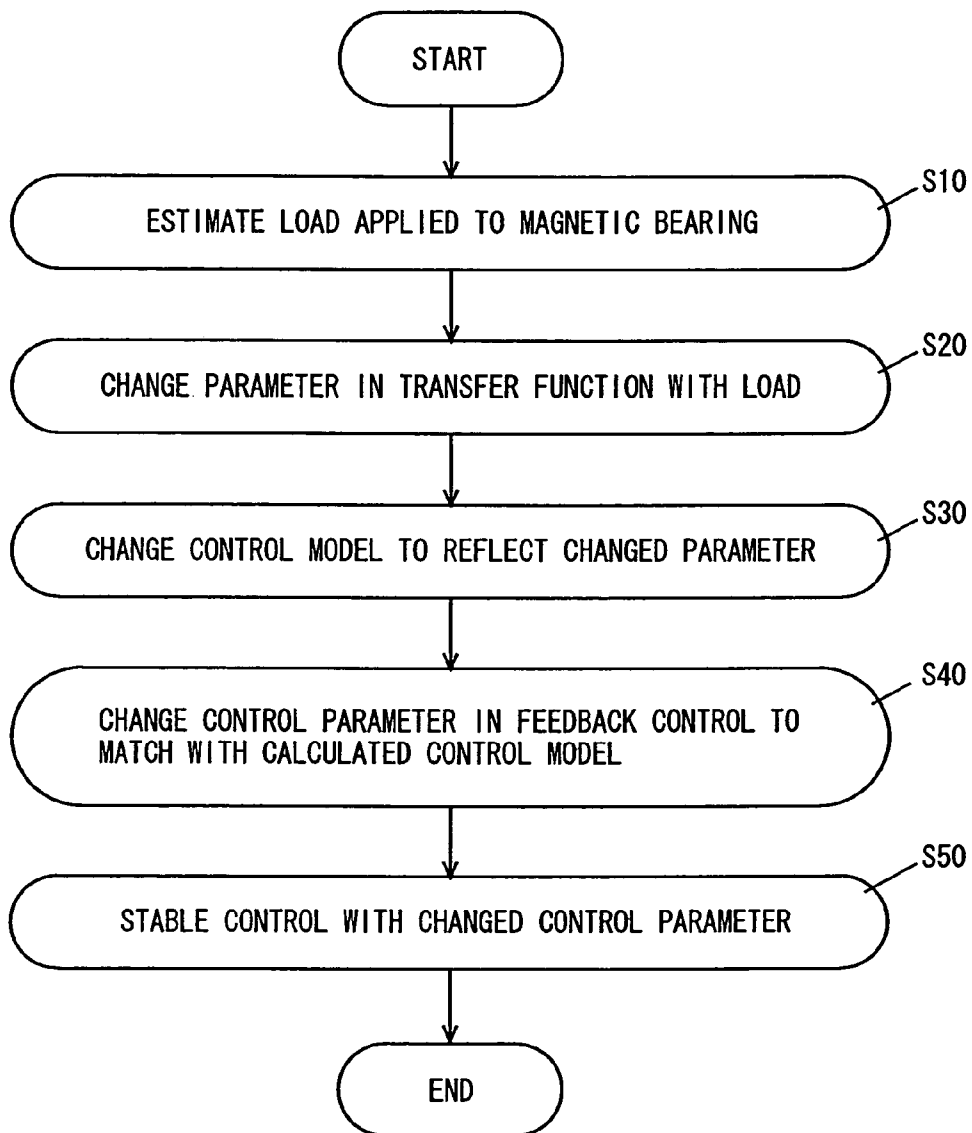 START
S10
ESTIMATE LOAD APPLIED TO MAGNETIC BEARING
S20
CHANGE PARAMETER IN TRANSFER FUNCTION WITH LOAD
S30
CHANGE CONTROL MODEL TO REFLECT CHANGED PARAMETER
S40
CHANGE CONTROL PARAMETER IN FEEDBACK CONTROL TO
MATCH WITH CALCULATED CONTROL MODEL
S50
STABLE CONTROL WITH CHANGED CONTROL PARAMETER
END